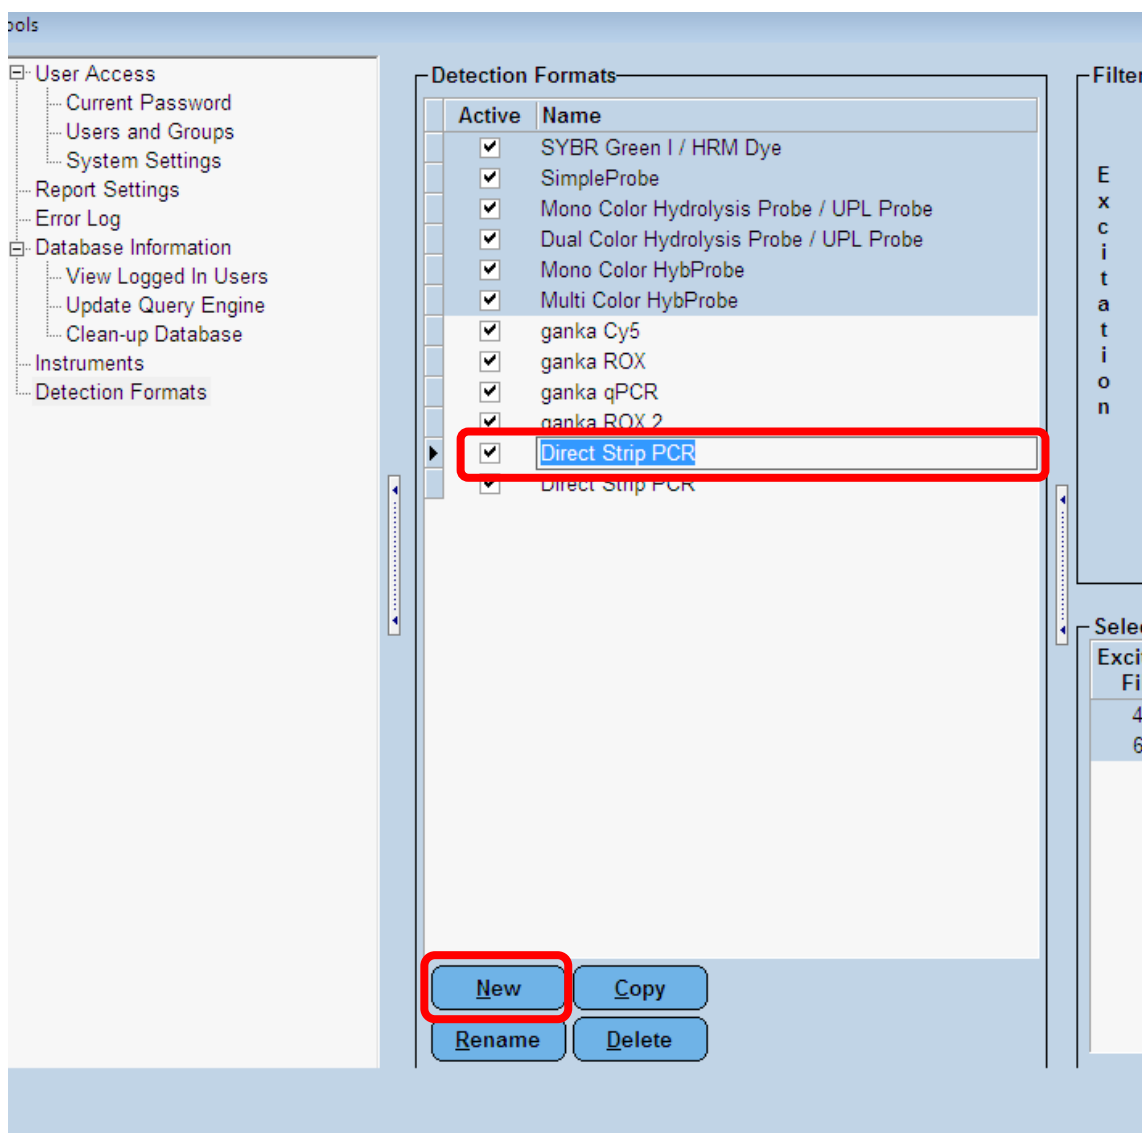 ools
User Access
Current Password
Users and Groups
System Settings
Report Settings
Error Log
Database Information
View Logged In Users
Update Query Engine
Clean-up Database
Instruments
Detection Formats
Detection Formats
Active Name
SYBR Green I / HRM Dye
SimpleProbe
Mono Color Hydrolysis Probe / UPL Probe
Dual Color Hydrolysis Probe / UPL Probe
Mono Color HybProbe
Multi Color HybProbe
ganka Cy5
ganka ROX
ganka qPCR
ganka ROX 2
Direct Strip PCR
Direct Strip PCR
New Copy
Rename Delete
Filter
E
x
c
i
t
a
t
i
o
n
Sele
Exci
Fi
4
6